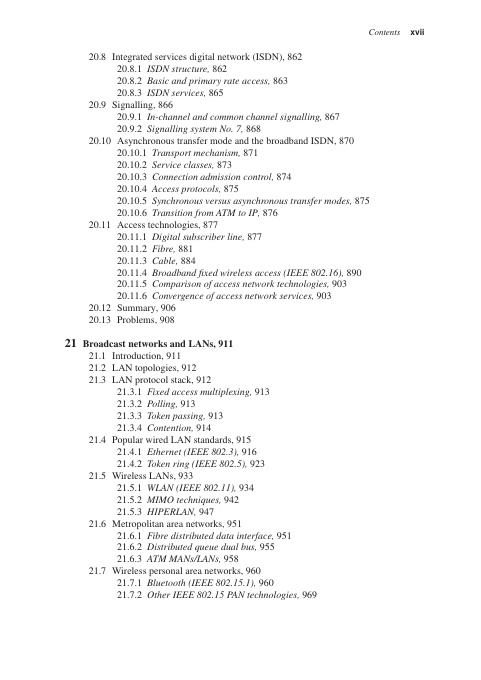 Contents xvii
20.8 Integrated services digital network (ISDN), 862
20.8.1 ISDN structure, 862
20.8.2 Basic and primary rate access, 863
20.8.3 ISDN services, 865
20.9 Signalling, 866
20.9.1 In-channel and common channel signalling, 867
20.9.2 Signalling system No. 7, 868
20.10 Asynchronous transfer mode and the broadband ISDN, 870
20.10.1 Transport mechanism, 871
20.10.2 Service classes, 873
20.10.3 Connection admission control, 874
20.10.4 Access protocols, 875
20.10.5 Synchronous versus asynchronous transfer modes, 875
20.10.6 Transition from ATM to IP, 876
20.11 Access technologies, 877
20.11.1 Digital subscriber line, 877
20.11.2 Fibre, 881
20.11.3 Cable, 884
20.11.4 Broadband fixed wireless access (IEEE 802.16), 890
20.11.5 Comparison of access network technologies, 903
20.11.6 Convergence of access network services, 903
20.12 Summary, 906
20.13 Problems, 908
21 Broadcast networks and LANs, 911
21.1 Introduction, 911
21.2 LAN topologies, 912
21.3 LAN protocol stack, 912
21.3.1 Fixed access multiplexing, 913
21.3.2 Polling, 913
21.3.3 Token passing, 913
21.3.4 Contention, 914
21.4 Popular wired LAN standards, 915
21.4.1 Ethernet (IEEE 802.3), 916
21.4.2 Token ring (IEEE 802.5), 923
21.5 Wireless LANs, 933
21.5.1 WLAN (IEEE 802.11), 934
21.5.2 MIMO techniques, 942
21.5.3 HIPERLAN, 947
21.6 Metropolitan area networks, 951
21.6.1 Fibre distributed data interface, 951
21.6.2 Distributed queue dual bus, 955
21.6.3 ATM MANs/LANs, 958
21.7 Wireless personal area networks, 960
21.7.1 Bluetooth (IEEE 802.15.1), 960
21.7.2 Other IEEE 802.15 PAN technologies, 969